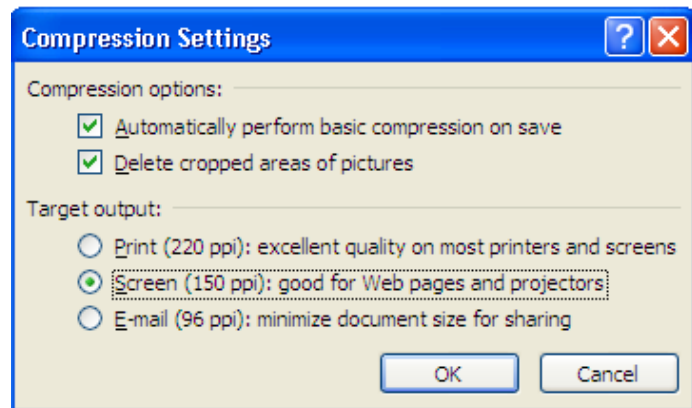 Compression Settings
Compression options:
Automatically perform basic compression on save
Delete cropped areas of pictures
Target output:
Print (220 ppi): excellent quality on most printers and screens
Screen (150 ppi): good for Web pages and projectors
E-mail (96 ppi): minimize document size for sharing
OK Cancel